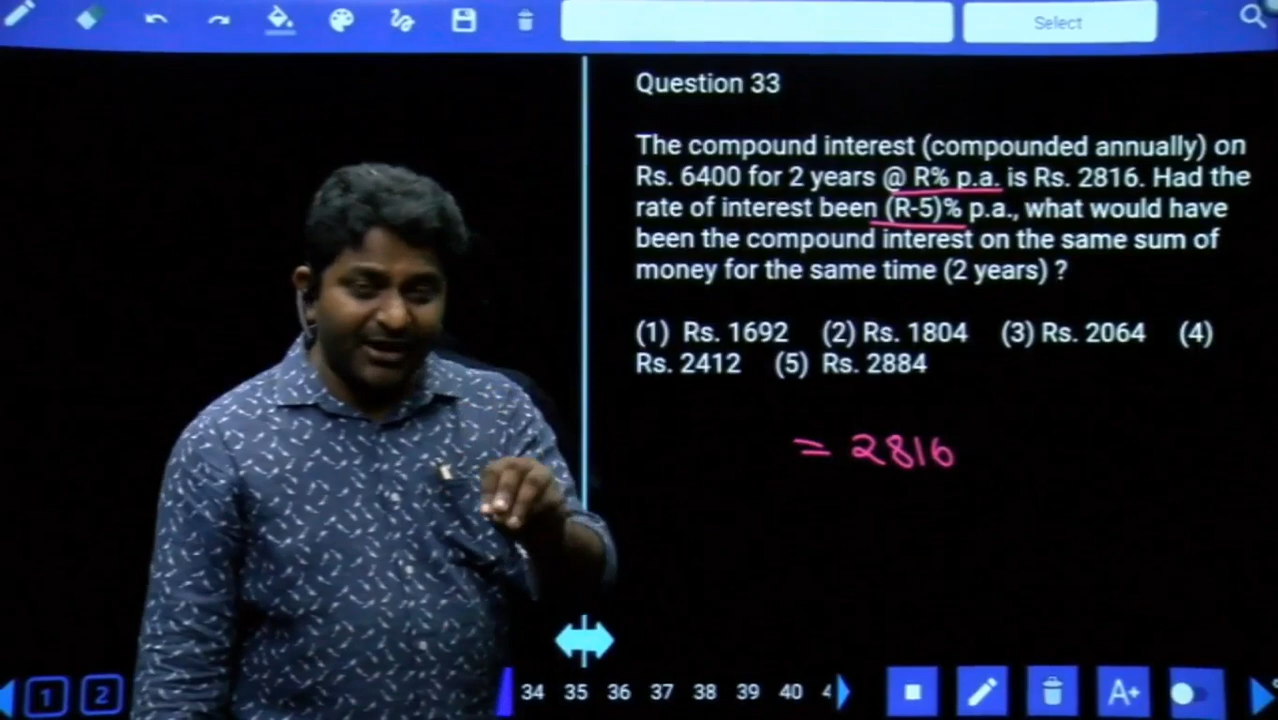 Select
Question 33
The compound interest (compounded annually) on
Rs. 6400 for 2 years @ R% p.a. is Rs. 2816. Had the
rate of interest been (R-5)% p.a., what would have
been the compound interest on the same sum of
money for the same time (2 years) ?
(1) Rs. 1692 (2) Rs. 1804 (3) Rs. 2064 (4)
Rs. 2412 (5) Rs. 2884
= 2816
1 2 34 35 36 37 38 39 40 4 A+